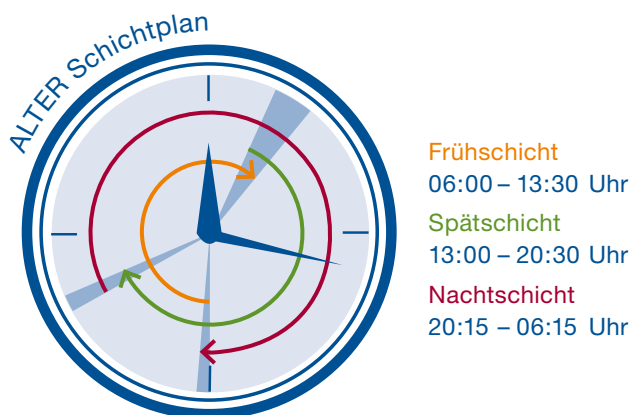 ALTER Schichtplan
Frühschicht
06:00 – 13:30 Uhr
Spätschicht
13:00 – 20:30 Uhr
Nachtschicht
20:15 – 06:15 Uhr